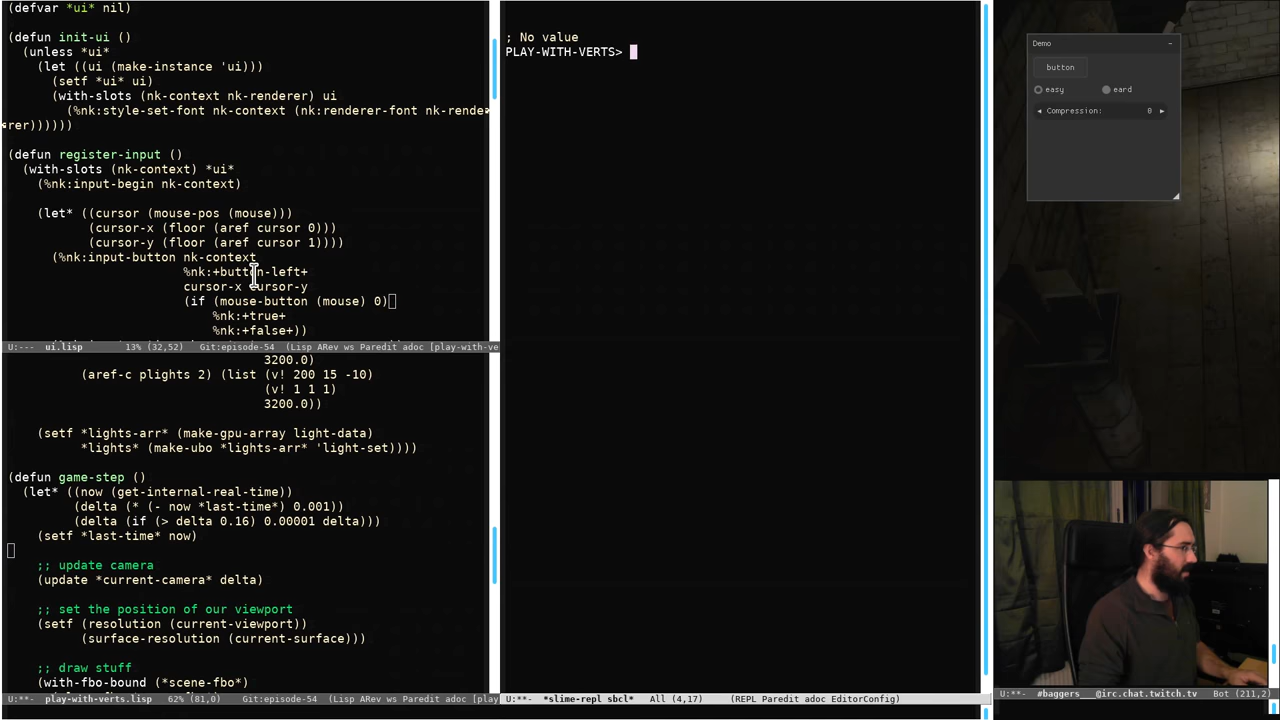 (defvar *ui* nil)
(defun init-ui ()
(unless *ui*
(let ((ui (make-instance 'ui)))
(setf *ui* ui)
(with-slots (nk-context nk-renderer) ui
(%nk:style-set-font nk-context (nk:renderer-font nk-rende
rer))))))
(defun register-input ()
(with-slots (nk-context) *ui*
(%nk:input-begin nk-context)
(let* ((cursor (mouse-pos (mouse)))
(cursor-x (floor (aref cursor 0)))
(cursor-y (floor (aref cursor 1))))
(%nk:input-button nk-context
%nk:+button-left+
cursor-x cursor-y
(if (mouse-button (mouse) 0)
%nk:+true+
%nk:+false+))
U:--- ui.lisp 13% (32,52) Git:episode-54 (Lisp ARev ws Paredit adoc [play-with-ve
3200.0)
(aref-c plights 2) (list (v! 200 15 -10)
(v! 1 1 1)
3200.0))
(setf *lights-arr* (make-gpu-array light-data)
*lights* (make-ubo *lights-arr* 'light-set))))
(defun game-step ()
(let* ((now (get-internal-real-time))
(delta (* (- now *last-time*) 0.001))
(delta (if (> delta 0.16) 0.00001 delta)))
(setf *last-time* now)
;; update camera
(update *current-camera* delta)
;; set the position of our viewport
(setf (resolution (current-viewport))
(surface-resolution (current-surface)))
;; draw stuff
(with-fbo-bound (*scene-fbo*)
U:**- play-with-verts.lisp 62% (81,0) Git:episode-54 (Lisp ARev ws Paredit adoc [play
; No value
PLAY-WITH-VERTS>
U:**- *slime-repl sbcl* All (4,17) (REPL Paredit adoc EditorConfig)
Demo -
button
easy eard
Compression: 0
U:**- #baggers___@irc.chat.twitch.tv Bot (211,2)